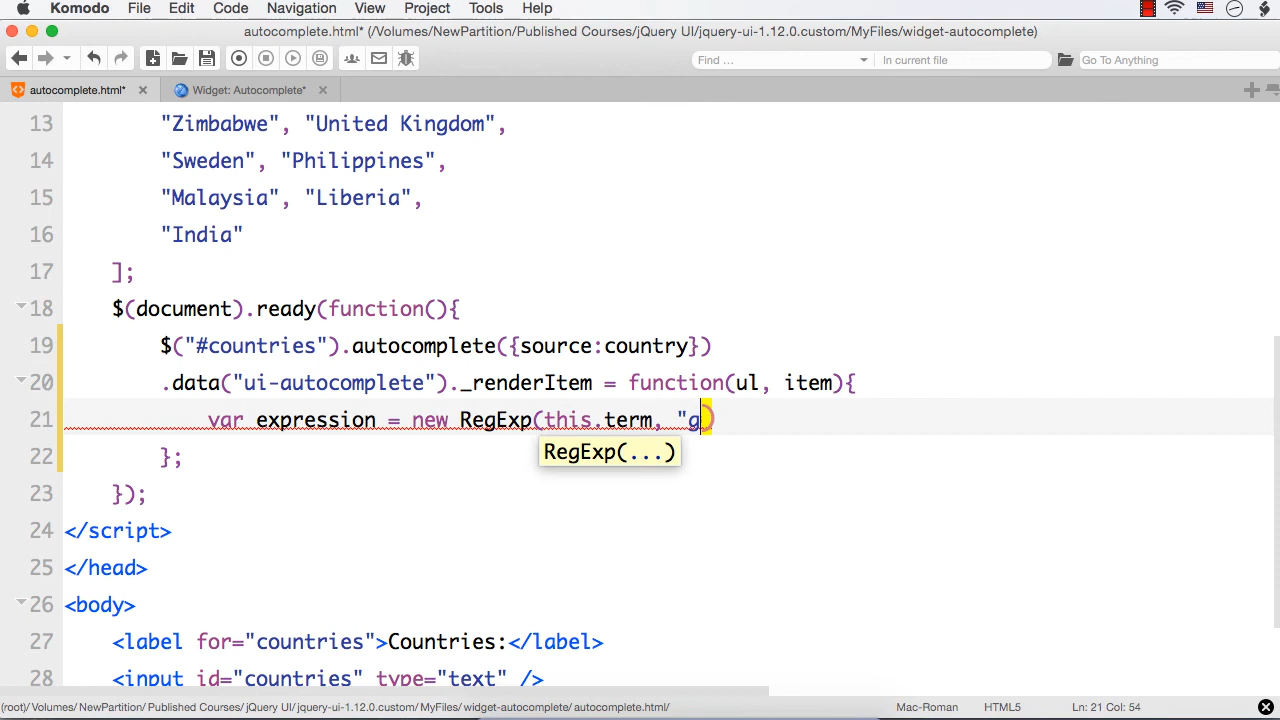 Komodo File Edit Code Navigation View Project Tools Help
autocomplete.html* (/Volumes/NewPartition/Published Courses/jQuery UI/jquery-ui-1.12.0.custom/MyFiles/widget-autocomplete)
Find ... In current file Go To Anything
autocomplete.html* Widget: Autocomplete*
13 "Zimbabwe", "United Kingdom",
14 "Sweden", "Philippines",
15 "Malaysia", "Liberia",
16 "India"
17 ];
18 $(document).ready(function(){
19 $("#countries").autocomplete({source:country})
20 .data("ui-autocomplete")._renderItem = function(ul, item){
21 var expression = new RegExp(this.term, "g)
RegExp(...)
22 };
23 });
24 </script>
25 </head>
26 <body>
27 <label for="countries">Countries:</label>
28 <input id="countries" type="text" />
(root)/Volumes/NewPartition/Published Courses/jQuery UI/jquery-ui-1.12.0.custom/MyFiles/widget-autocomplete/autocomplete.html/ Mac-Roman HTML5 Ln: 21 Col: 54